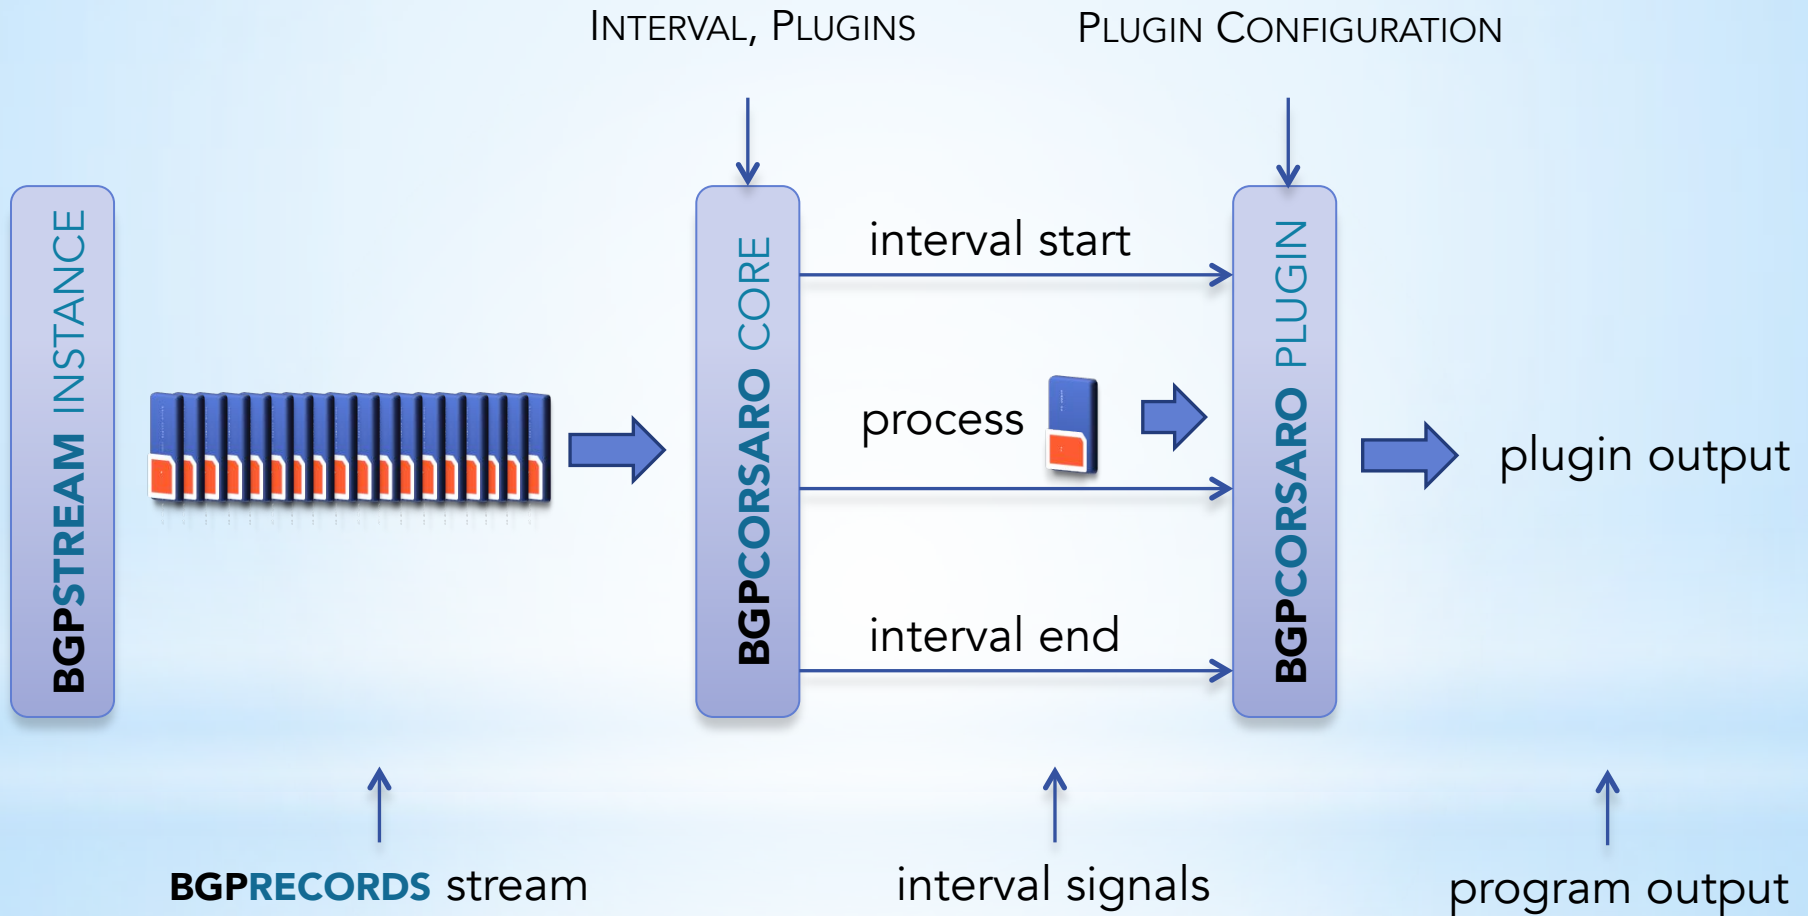 INTERVAL, PLUGINS
PLUGIN CONFIGURATION
BGPSTREAM INSTANCE
BGPCORSARO CORE
interval start
process
interval end
BGPCORSARO PLUGIN
plugin output
BGPRECORDS stream
interval signals
program output